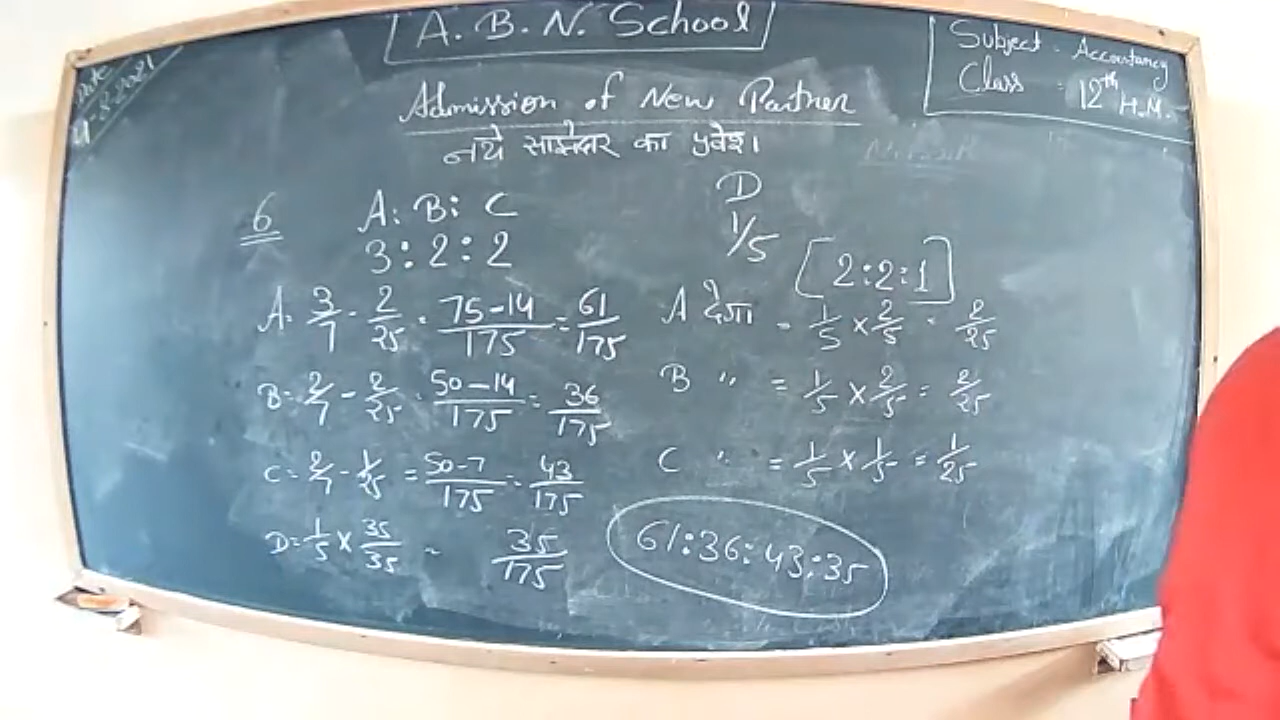 A. B. N. School
Subject - Accountancy
Class : 12th H.M.
Date
4-8-2021
Admission of New Partner
नये साझेदार का प्रवेश।
6
A: B: C
3:2:2
D
1/5
[2:2:1]
A = 3/7 - 2/25 = 75-14/175 = 61/175
A देगा = 1/5 × 2/5 = 2/25
B = 2/7 - 2/25 = 50-14/175 = 36/175
B " = 1/5 × 2/5 = 2/25
C = 2/7 - 1/25 = 50-7/175 = 43/175
C " = 1/5 × 1/5 = 1/25
D = 1/5 × 35/35 = 35/175
61:36:43:35